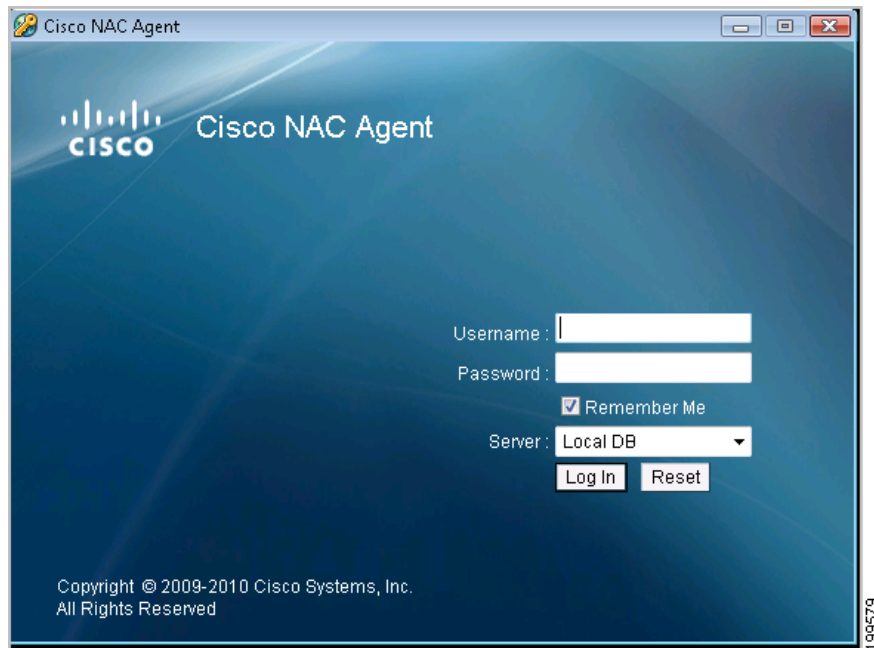 Cisco NAC Agent
CISCO
Cisco NAC Agent
Username :
Password :
Remember Me
Server : Local DB
Log In Reset
Copyright © 2009-2010 Cisco Systems, Inc.
All Rights Reserved
199579